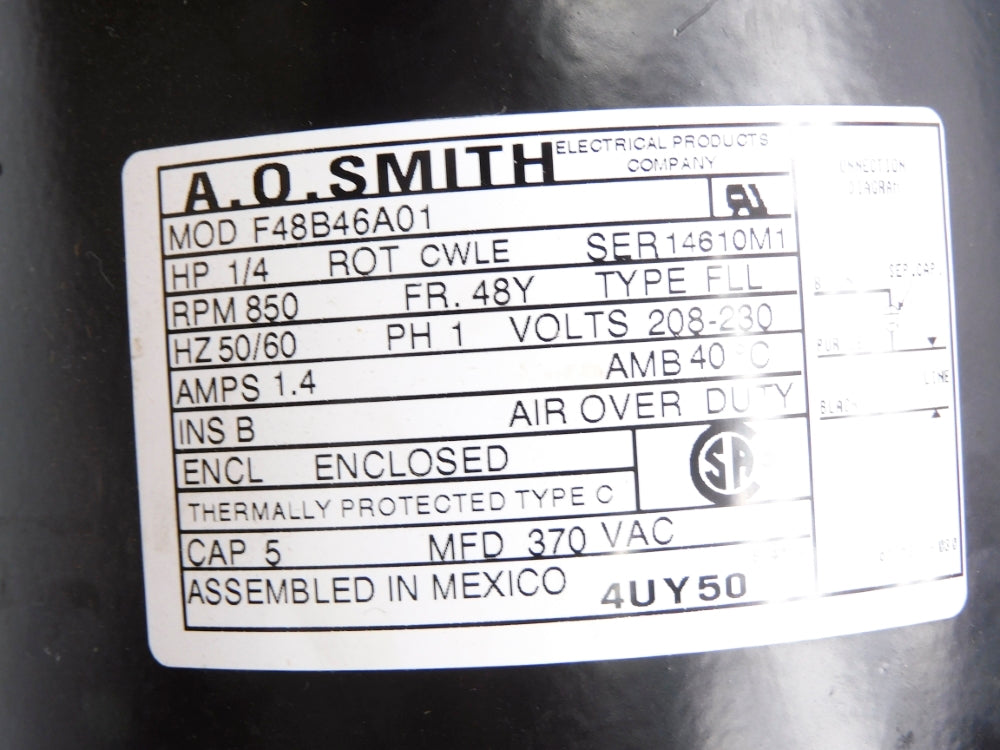 A.O.SMITH ELECTRICAL PRODUCTS COMPANY
MOD F48B46A01
HP 1/4 ROT CWLE SER 14610M1
RPM 850 FR. 48Y TYPE FLL
HZ 50/60 PH 1 VOLTS 208-230
AMPS 1.4 AMB 40 °C
INS B AIR OVER DUTY
ENCL ENCLOSED
THERMALLY PROTECTED TYPE C
CAP 5 MFD 370 VAC
ASSEMBLED IN MEXICO 4UY50
DIAGRAM
LINE